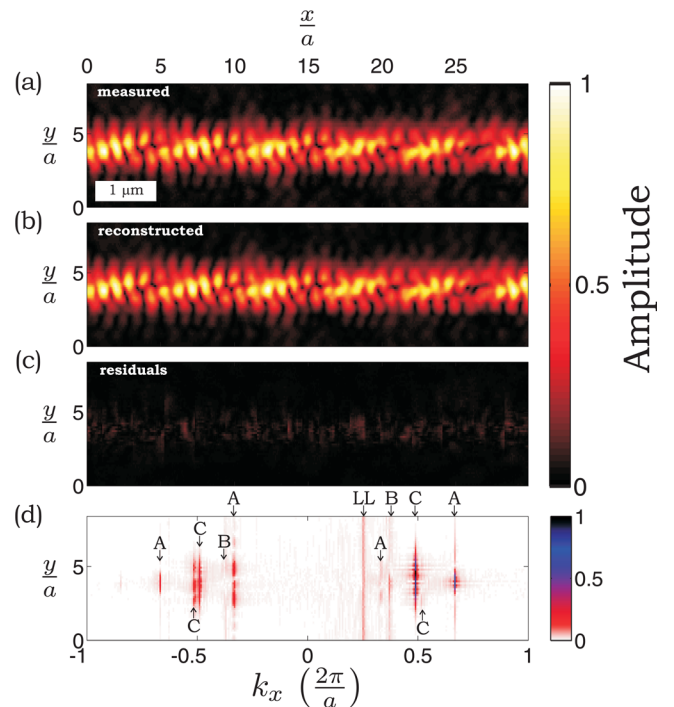 x/a
0 5 10 15 20 25
(a) measured
y/a
5
0
1 μm
(b) reconstructed
y/a
5
0
(c) residuals
y/a
5
0
1
0.5
0
Amplitude
A LL B C A
(d) A C B A
y/a
5
0
C C
-1 -0.5 0 0.5 1
k_x (2π/a)
1
0.5
0